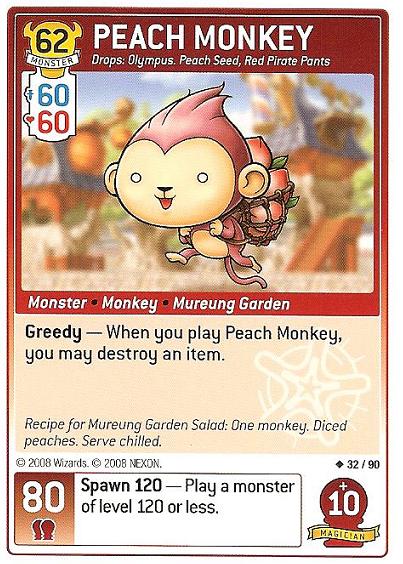 62
MONSTER
PEACH MONKEY
Drops: Olympus. Peach Seed, Red Pirate Pants
60
60
Monster • Monkey • Mureung Garden
Greedy — When you play Peach Monkey,
you may destroy an item.
Recipe for Mureung Garden Salad: One monkey. Diced
peaches. Serve chilled.
© 2008 Wizards. © 2008 NEXON.
◆ 32 / 90
80
Spawn 120 — Play a monster
of level 120 or less.
+
10
MAGICIAN